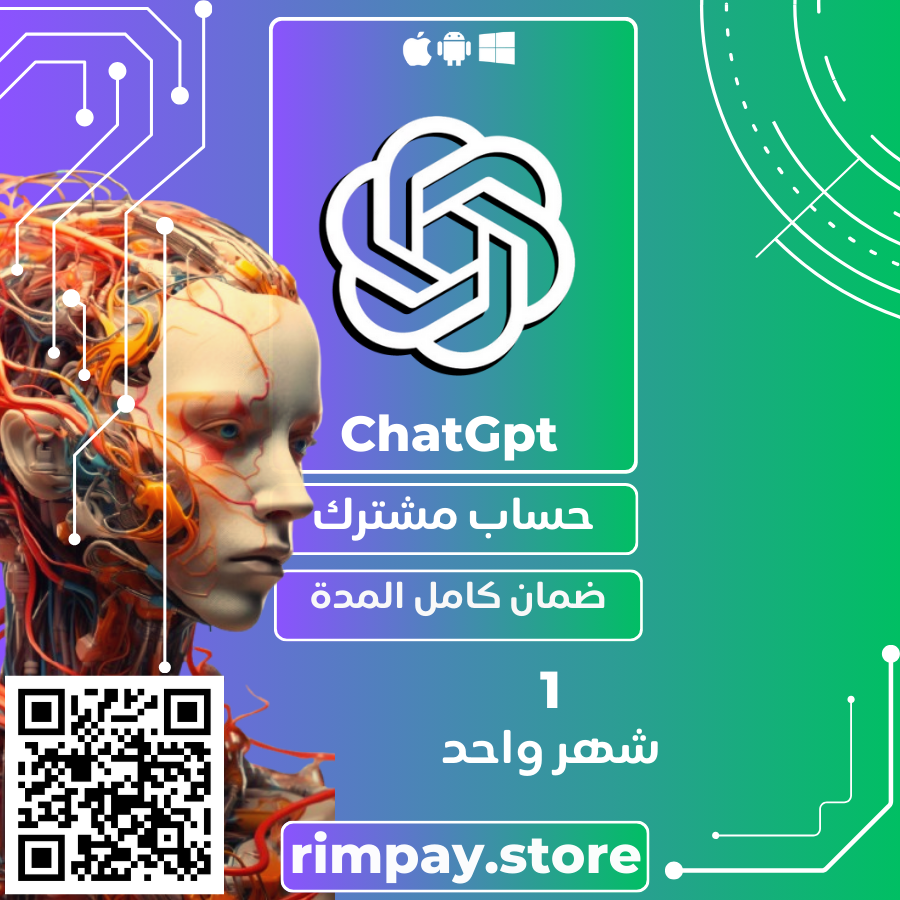 ChatGpt
حساب مشترك
ضمان كامل المدة
1
شهر واحد
rimpay.store